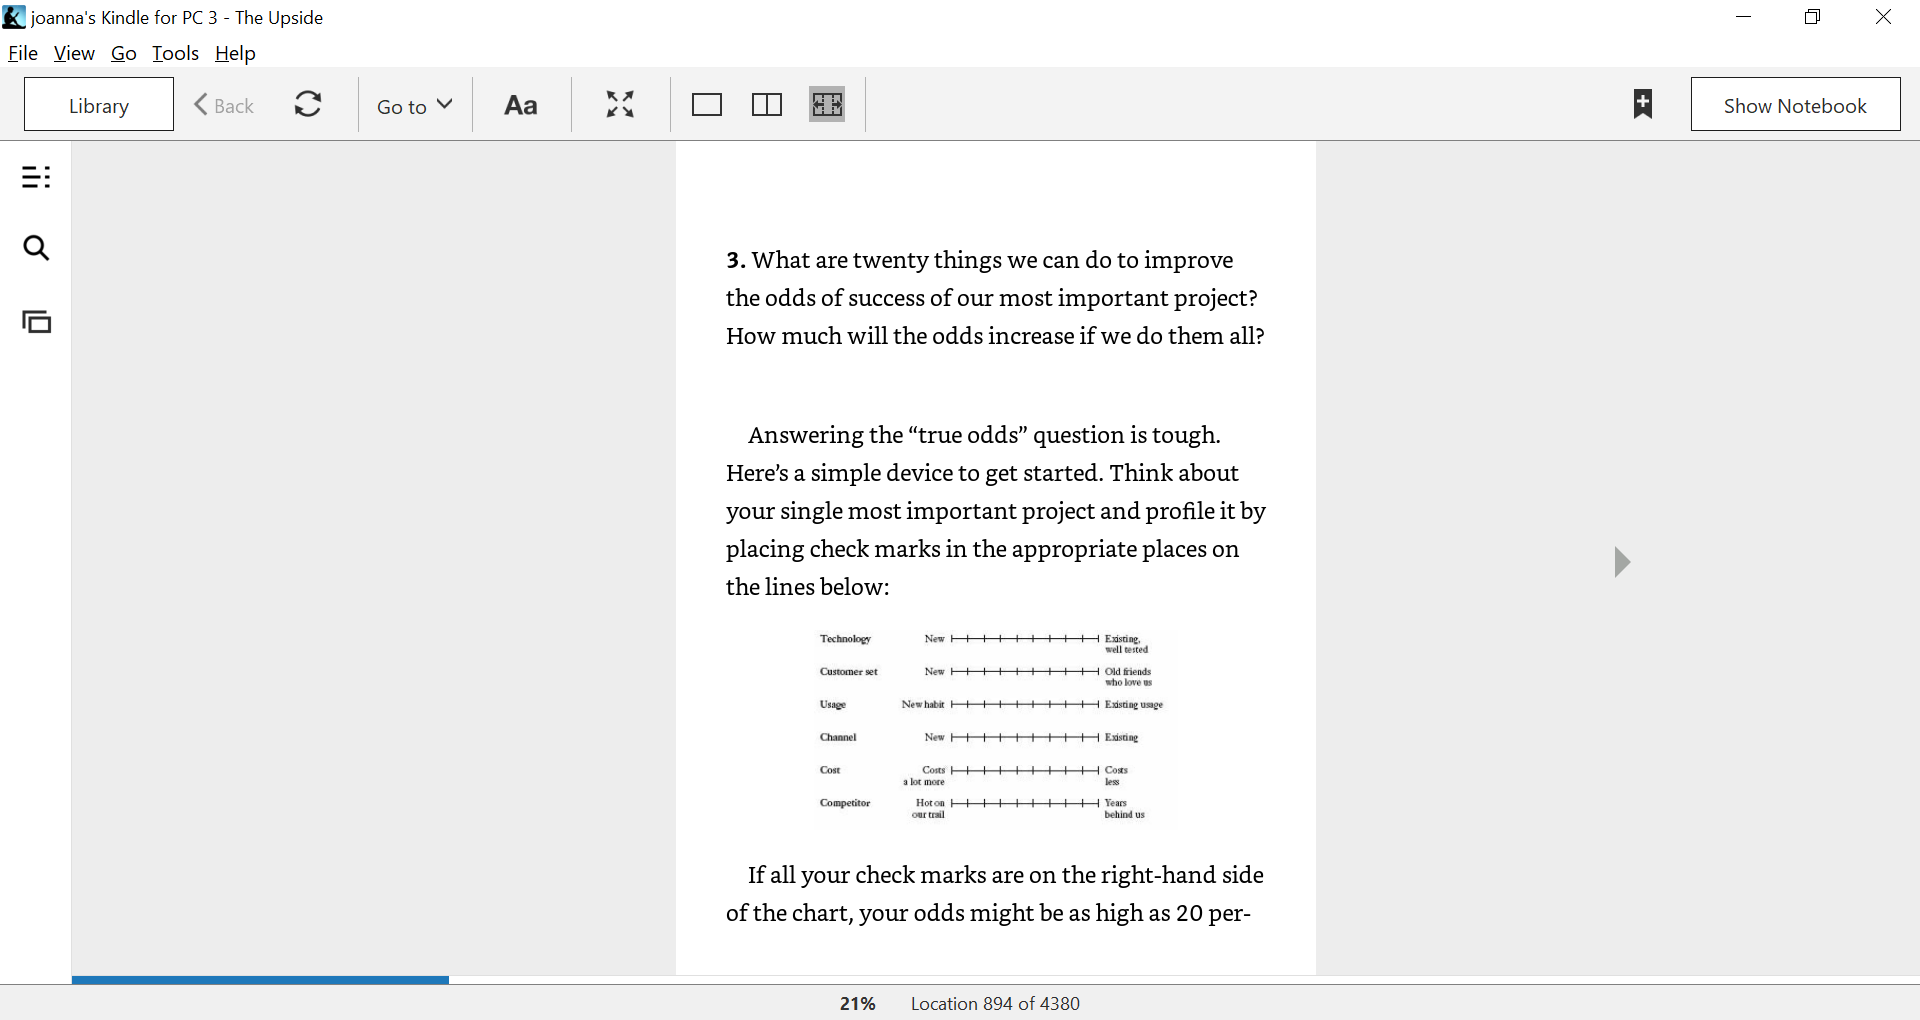 joanna's Kindle for PC 3 - The Upside
File View Go Tools Help
Library Back Go to Aa Show Notebook
3. What are twenty things we can do to improve
the odds of success of our most important project?
How much will the odds increase if we do them all?
Answering the “true odds” question is tough.
Here’s a simple device to get started. Think about
your single most important project and profile it by
placing check marks in the appropriate places on
the lines below:
Technology New Existing,
well tested
Customer set New Old friends
who love us
Usage New habit Existing usage
Channel New Existing
Cost Costs Costs
a lot more less
Competitor Hot on Years
our trail behind us
If all your check marks are on the right-hand side
of the chart, your odds might be as high as 20 per-
21% Location 894 of 4380